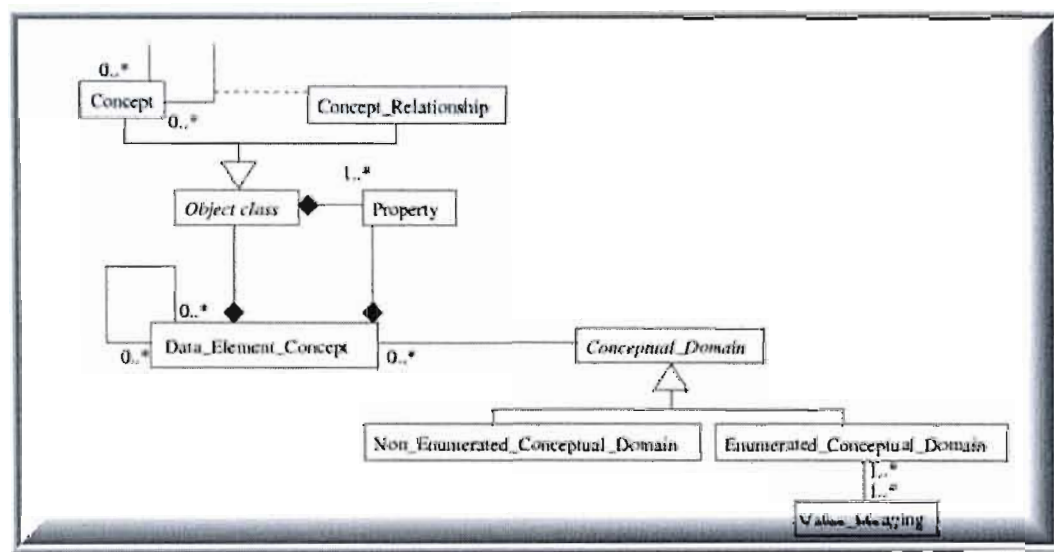 0..*
Concept
0..*
Concept_Relationship
1..*
Object class
Property
0..*
0..*
Data_Element_Concept
0..*
Conceptual_Domain
Non_Enumerated_Conceptual_Domain
Enumerated_Conceptual_Domain
1..*
1..*
Value_Meaning